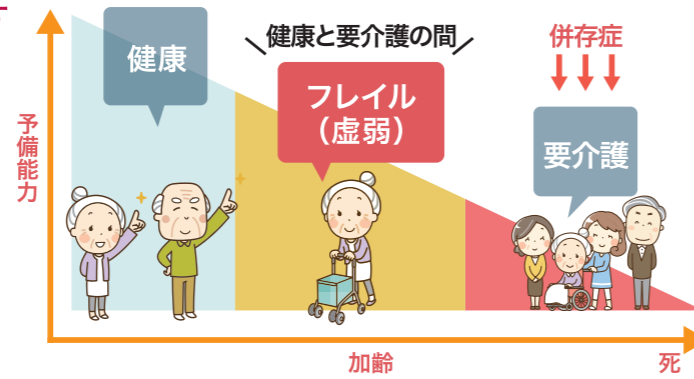 健康
健康と要介護の間
併存症
フレイル
（虚弱）
要介護
予備能力
加齢
死